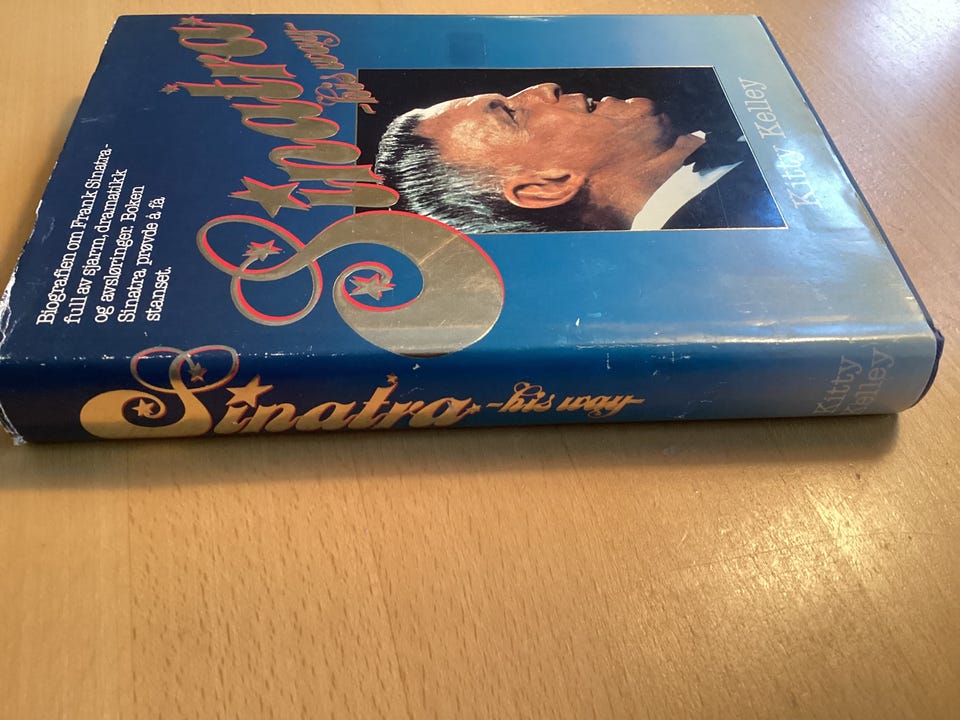 Biografien om Frank Sinatra-
full av sjarm, dramatikk
og avsløringer. Boken
Sinatra prøvde å få
stanset.
Sinatra
-his way-
Kitty Kelley
Sinatra -his way-
Kitty
Kelley